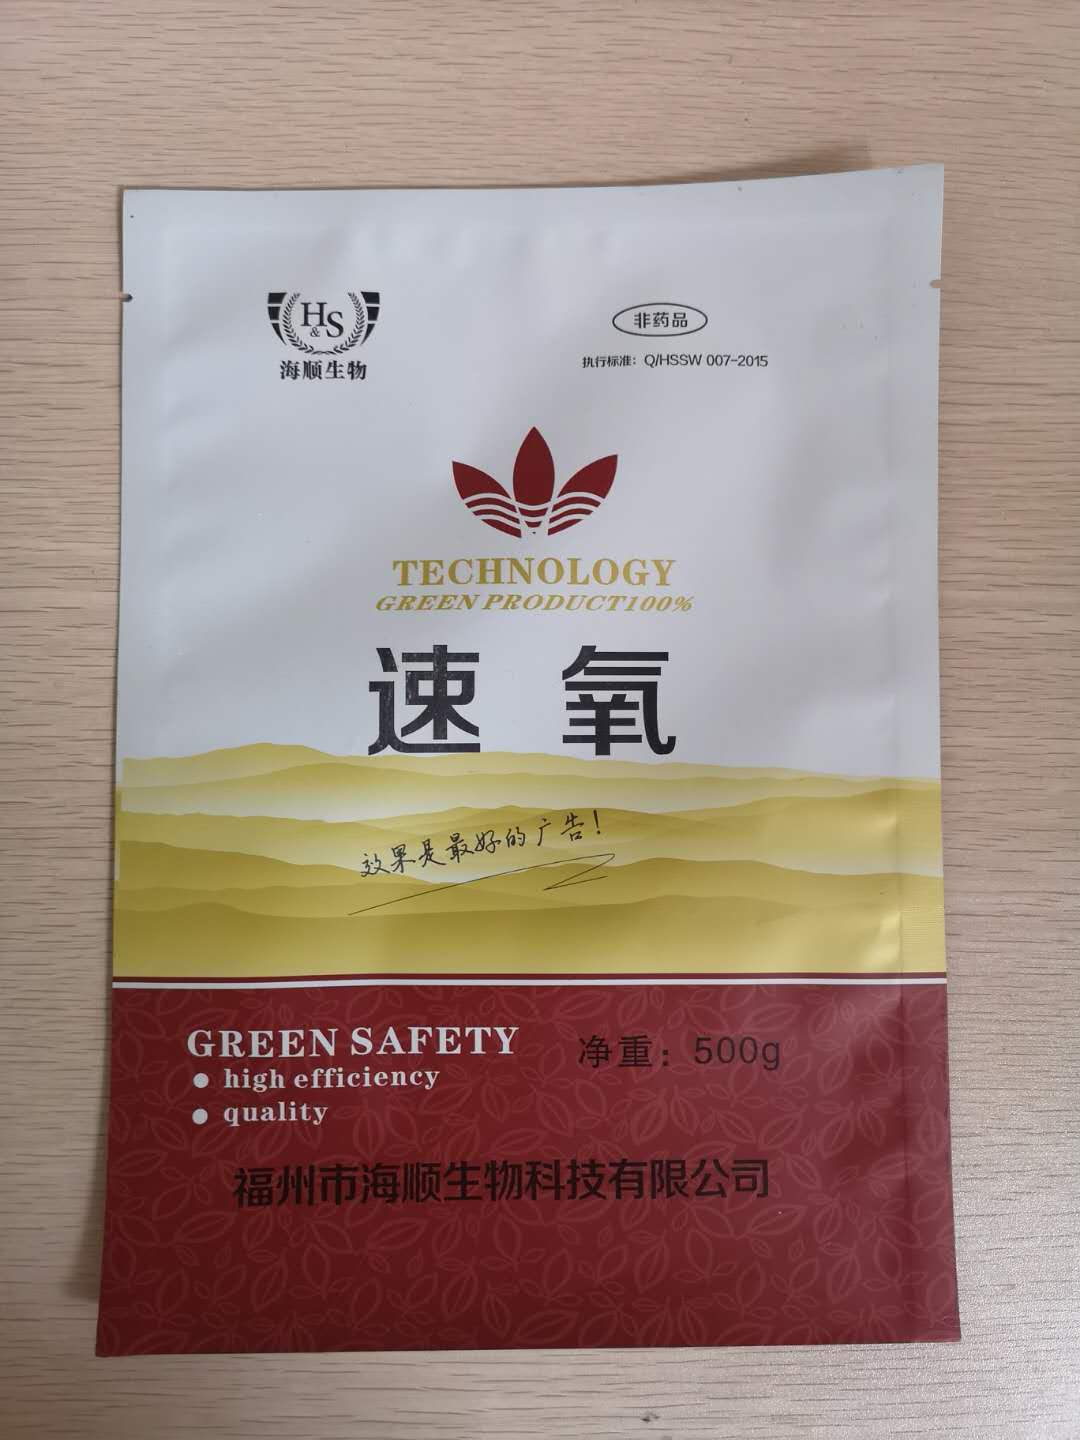 H&S
海顺生物
非药品
执行标准：Q/HSSW 007-2015
TECHNOLOGY
GREEN PRODUCT100%
速氧
效果是最好的广告！
GREEN SAFETY
● high efficiency
● quality
净重：500g
福州市海顺生物科技有限公司